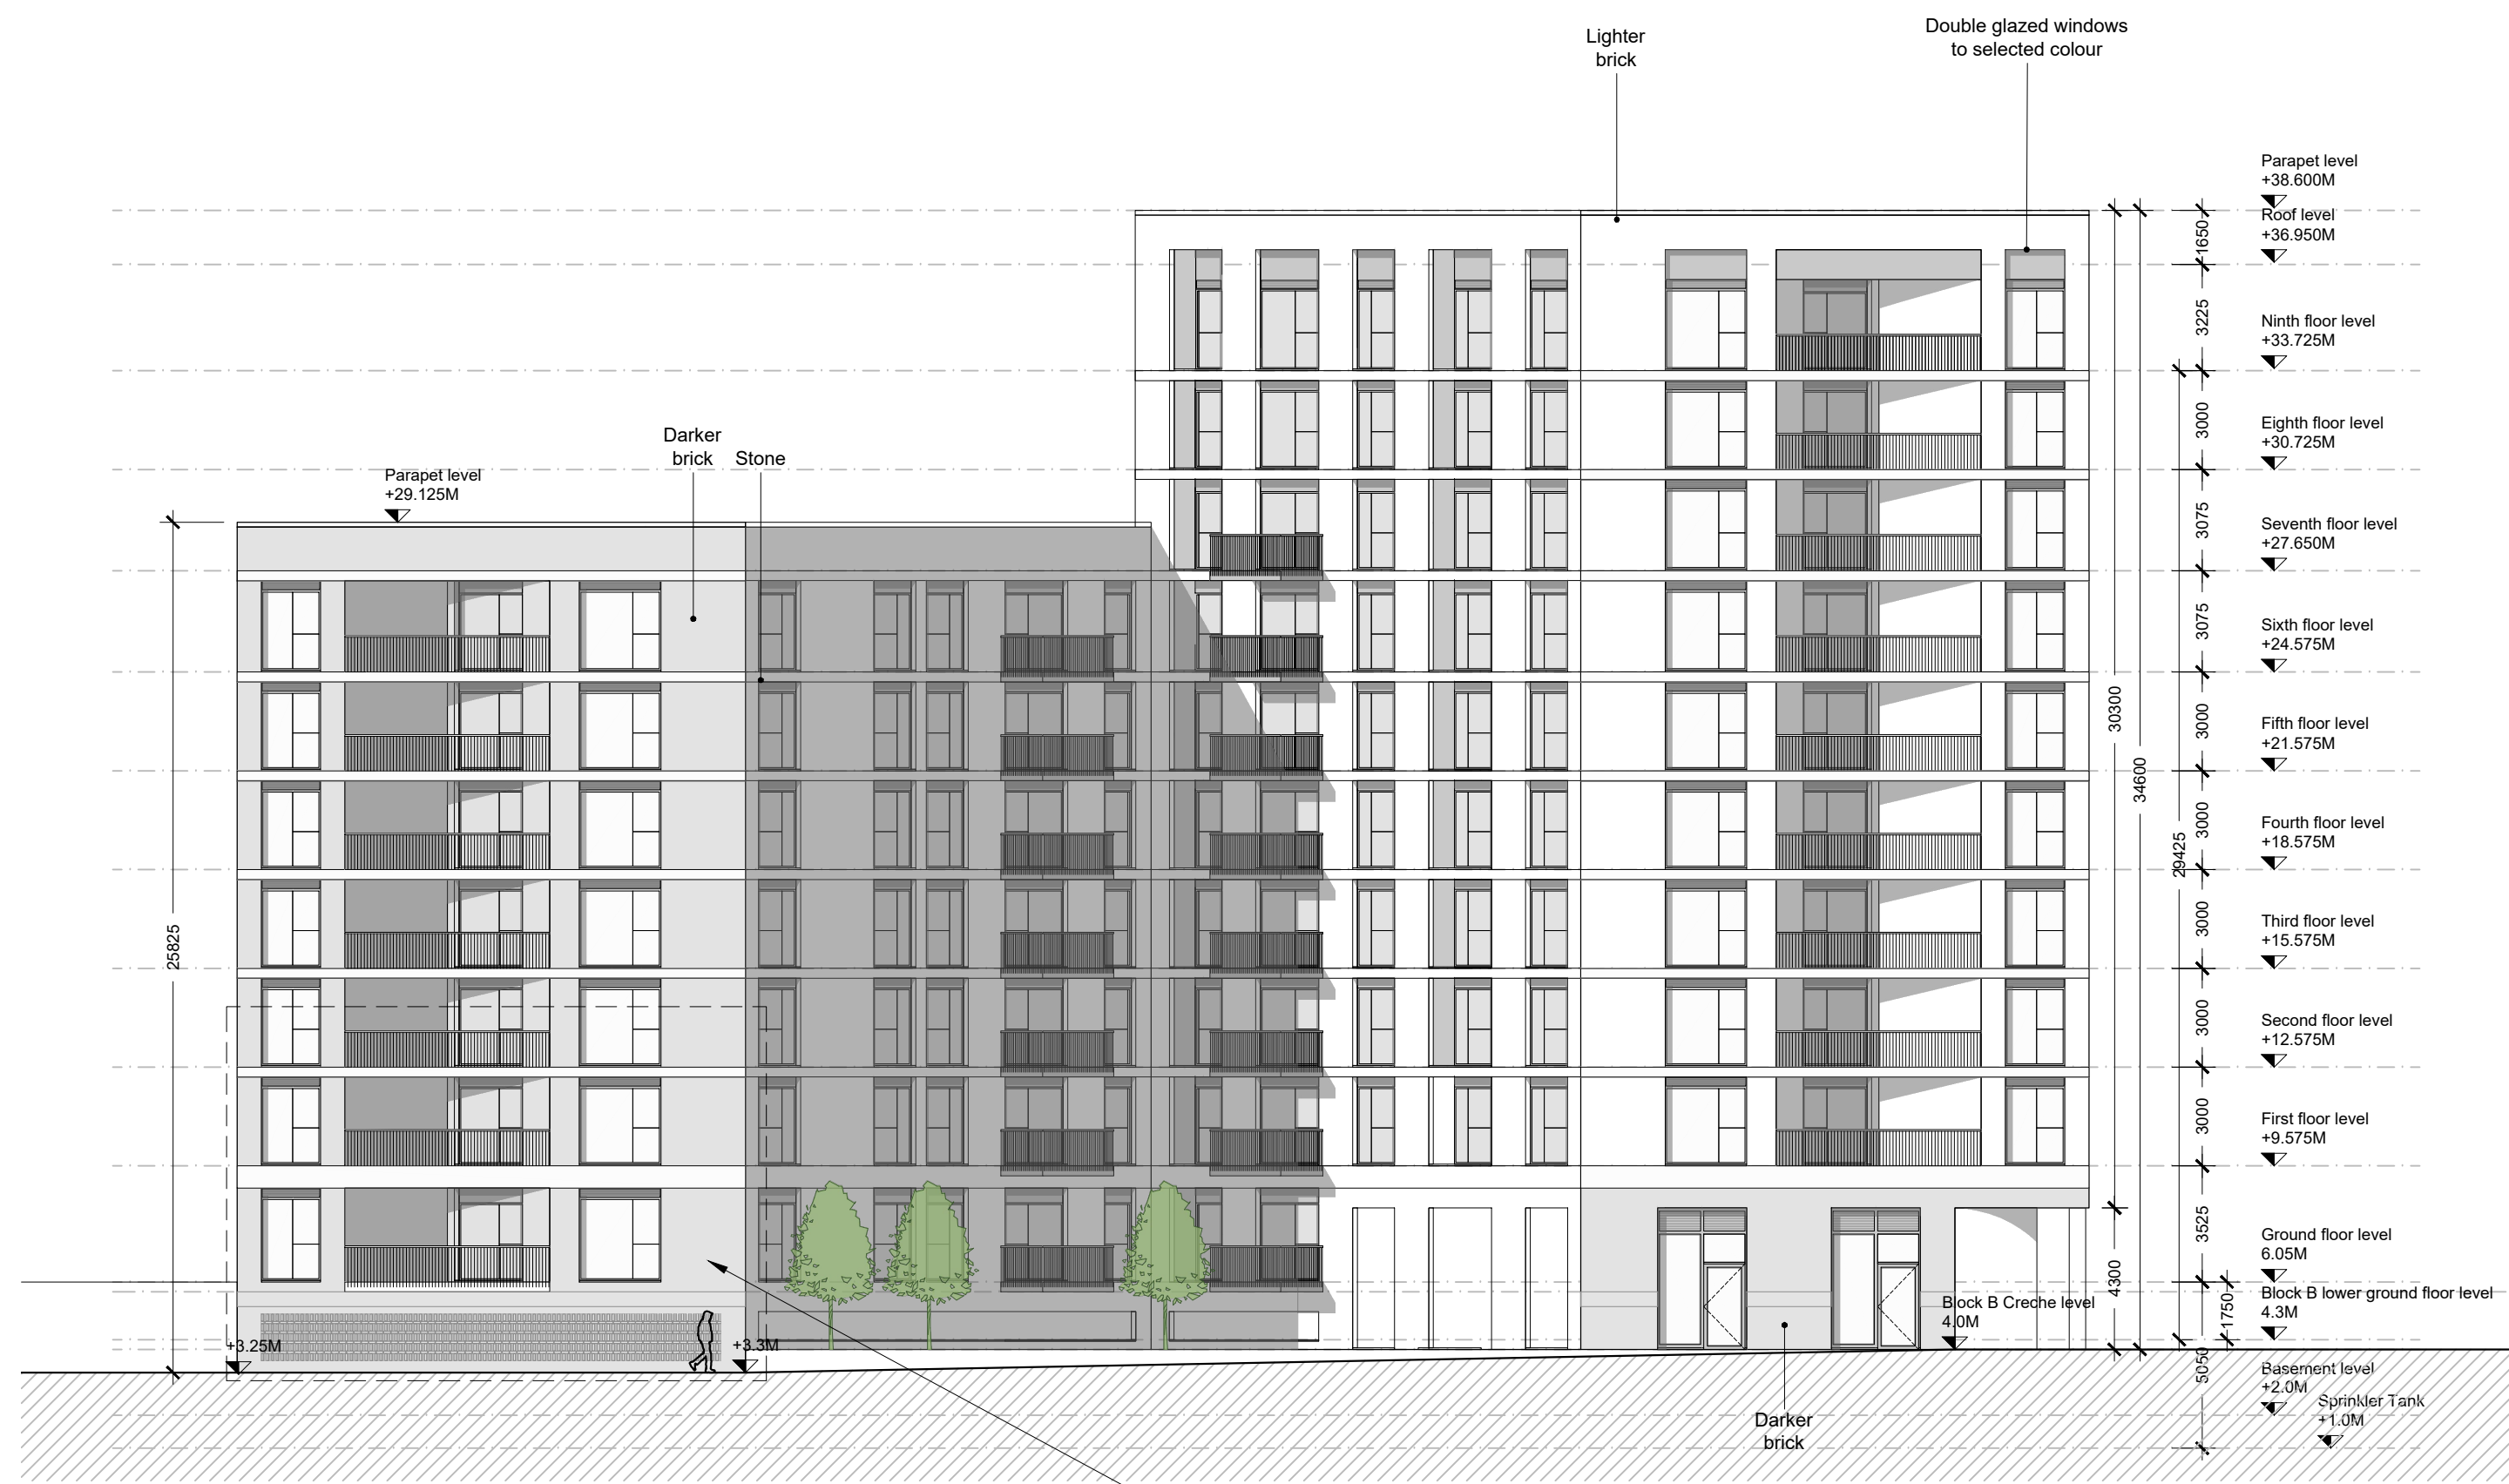 Double glazed windows
to selected colour
Lighter
brick
Parapet level
+38.600M
Roof level
+36.950M
1650
3225
Ninth floor level
+33.725M
3000
Eighth floor level
+30.725M
Darker
brick
Stone
Parapet level
+29.125M
3075
Seventh floor level
+27.650M
3075
Sixth floor level
+24.575M
30300
3000
Fifth floor level
+21.575M
34600
3000
Fourth floor level
+18.575M
29425
25825
3000
Third floor level
+15.575M
3000
Second floor level
+12.575M
3000
First floor level
+9.575M
3525
Ground floor level
6.05M
4300
1750
Block B lower ground floor level
4.3M
Block B Creche level
4.0M
+3.25M
+3.3M
5050
Basement level
+2.0M
Sprinkler Tank
+1.0M
Darker
brick